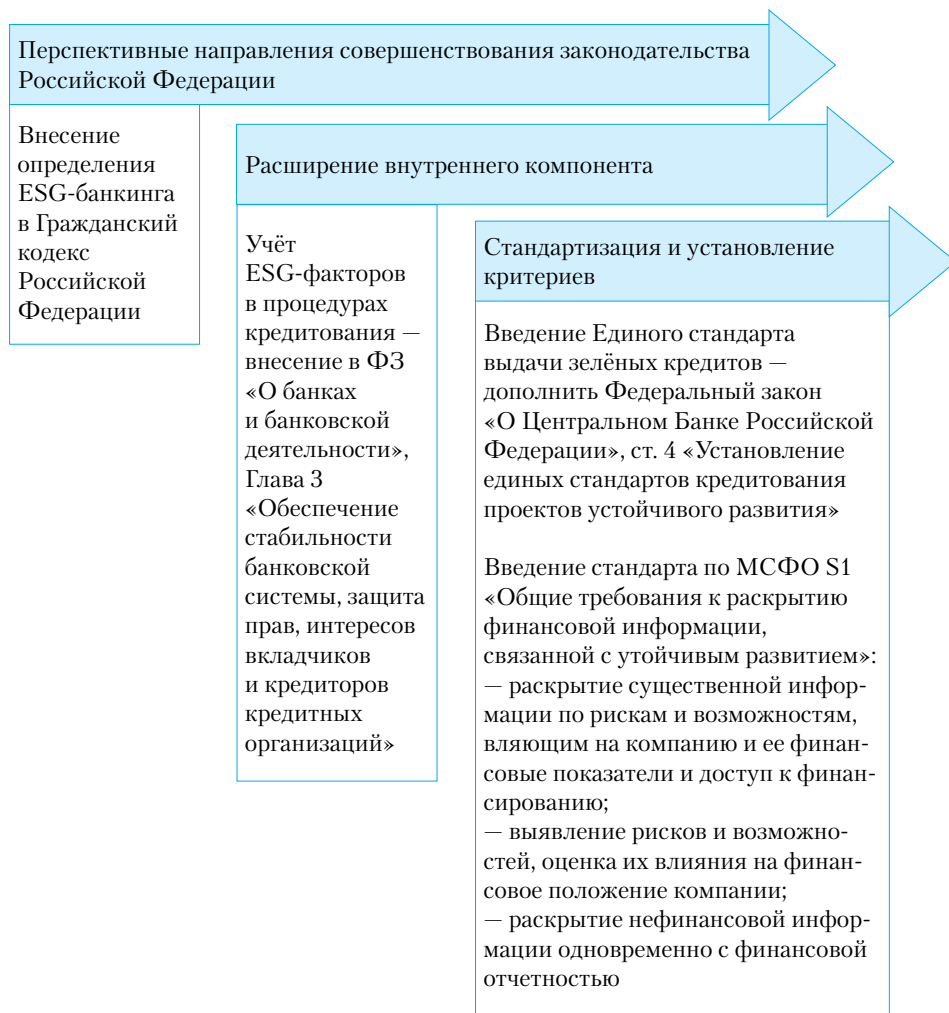 Перспективные направления совершенствования законодательства
Российской Федерации
Внесение
определения
ESG-банкинга
в Гражданский
кодекс
Российской
Федерации
Расширение внутреннего компонента
Учёт
ESG-факторов
в процедурах
кредитования —
внесение в ФЗ
«О банках
и банковской
деятельности»,
Глава 3
«Обеспечение
стабильности
банковской
системы, защита
прав, интересов
вкладчиков
и кредиторов
кредитных
организаций»
Стандартизация и установление
критериев
Введение Единого стандарта
выдачи зелёных кредитов —
дополнить Федеральный закон
«О Центральном Банке Российской
Федерации», ст. 4 «Установление
единых стандартов кредитования
проектов устойчивого развития»
Введение стандарта по МСФО S1
«Общие требования к раскрытию
финансовой информации,
связанной с утойчивым развитием»:
— раскрытие существенной инфор-
мации по рискам и возможностям,
вляющим на компанию и ее финан-
совые показатели и доступ к финан-
сированию;
— выявление рисков и возможно-
стей, оценка их влияния на финан-
совое положение компании;
— раскрытие нефинансовой инфор-
мации одновременно с финансовой
отчетностью